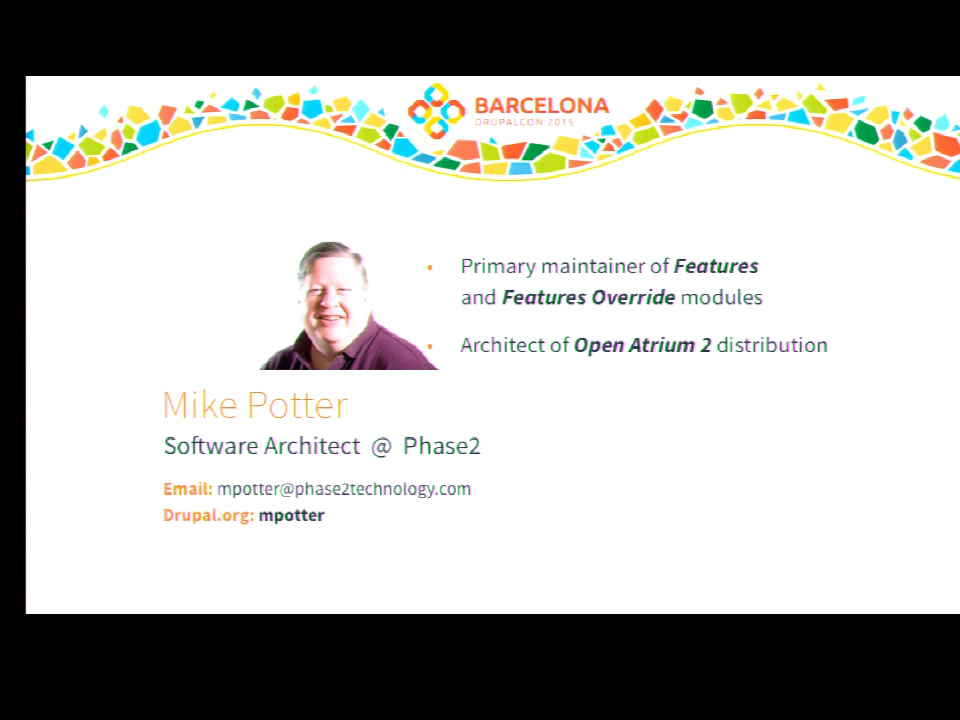 BARCELONA
DRUPALCON 2015
• Primary maintainer of Features
and Features Override modules
• Architect of Open Atrium 2 distribution
Mike Potter
Software Architect @ Phase2
Email: mpotter@phase2technology.com
Drupal.org: mpotter